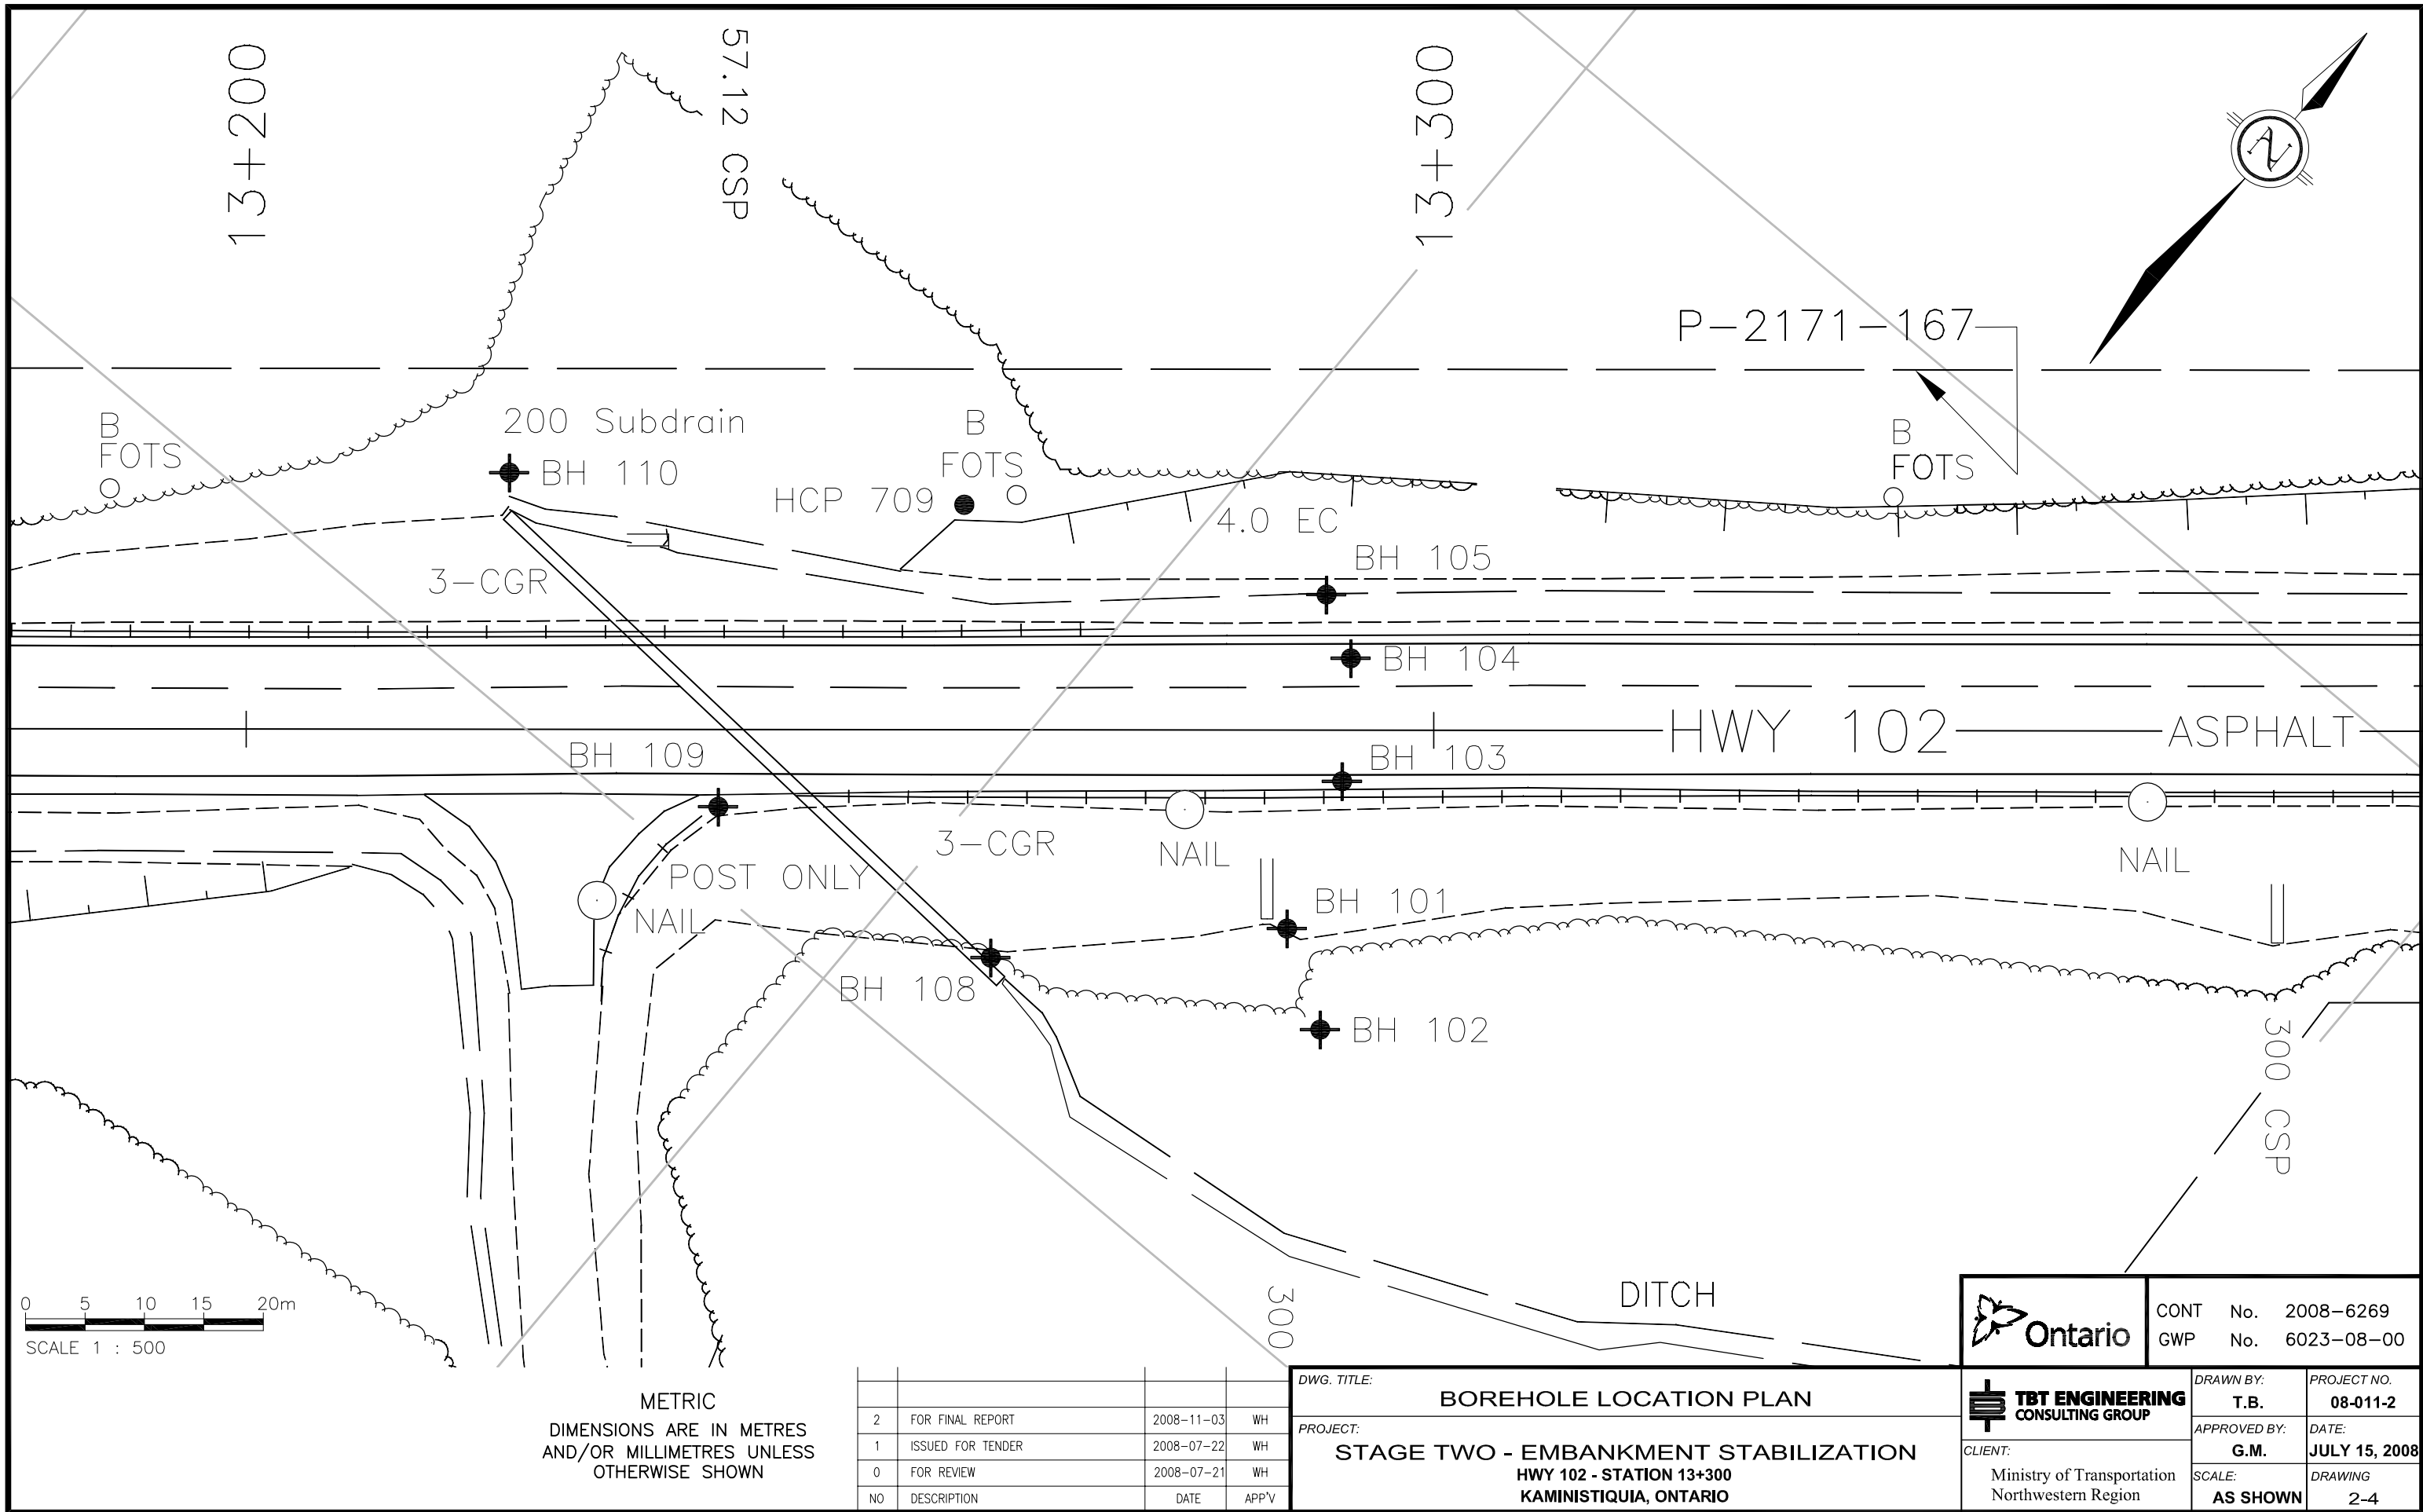 13+200
57.12 CSP
13+300
N
P-2171-167
B
FOTS
200 Subdrain
BH 110
B
FOTS
HCP 709
4.0 EC
B
FOTS
BH 105
3-CGR
BH 104
HWY 102
ASPHALT
BH 109
BH 103
3-CGR
NAIL
NAIL
POST ONLY
NAIL
BH 101
BH 108
BH 102
300 CSP
300
DITCH
0 5 10 15 20m
SCALE 1 : 500
METRIC
DIMENSIONS ARE IN METRES
AND/OR MILLIMETRES UNLESS
OTHERWISE SHOWN
2 FOR FINAL REPORT 2008-11-03 WH
1 ISSUED FOR TENDER 2008-07-22 WH
0 FOR REVIEW 2008-07-21 WH
NO DESCRIPTION DATE APP'V
DWG. TITLE:
BOREHOLE LOCATION PLAN
PROJECT:
STAGE TWO - EMBANKMENT STABILIZATION
HWY 102 - STATION 13+300
KAMINISTIQUIA, ONTARIO
Ontario
CONT No. 2008-6269
GWP No. 6023-08-00
TBT ENGINEERING
CONSULTING GROUP
CLIENT:
Ministry of Transportation
Northwestern Region
DRAWN BY:
T.B.
PROJECT NO.
08-011-2
APPROVED BY:
G.M.
DATE:
JULY 15, 2008
SCALE:
AS SHOWN
DRAWING
2-4